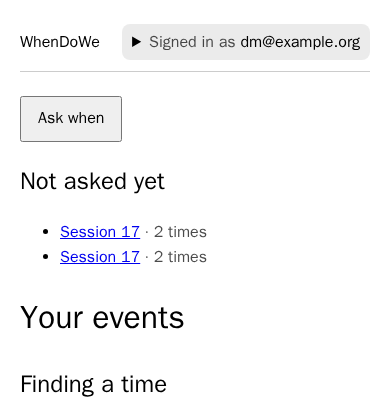 WhenDoWe
▶ Signed in as dm@example.org
Ask when
Not asked yet
• Session 17 · 2 times
• Session 17 · 2 times
Your events
Finding a time